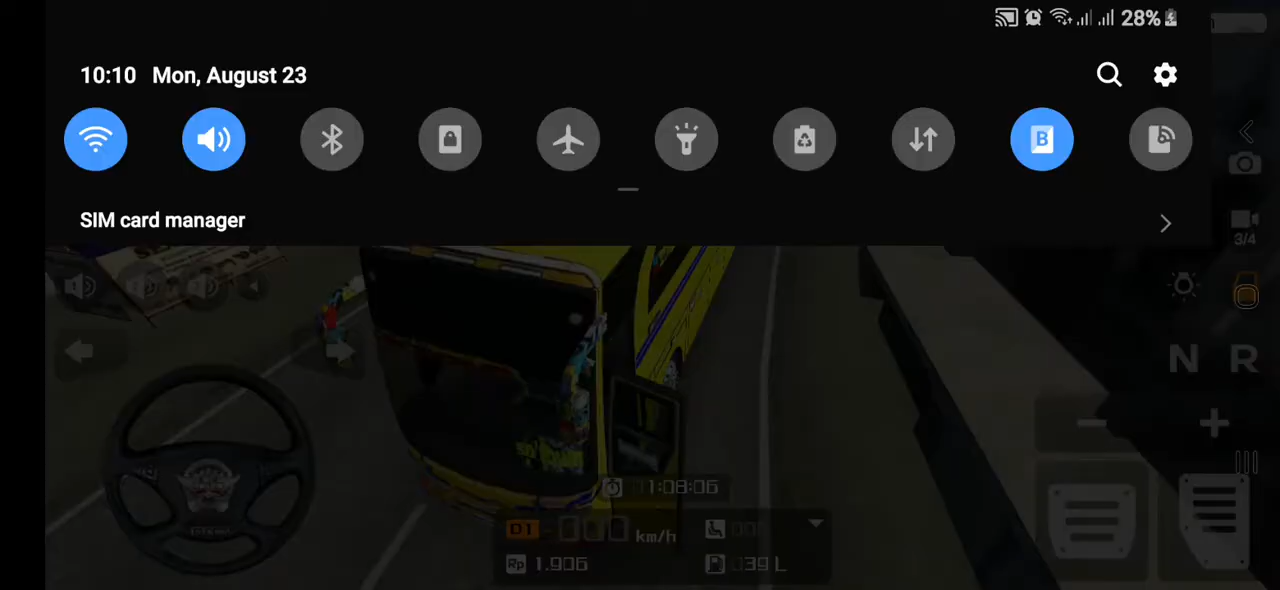 28%
10:10 Mon, August 23
B
SIM card manager
3/4
N R
- +
11:08:06
D1 km/h
Rp 1.906
039 L